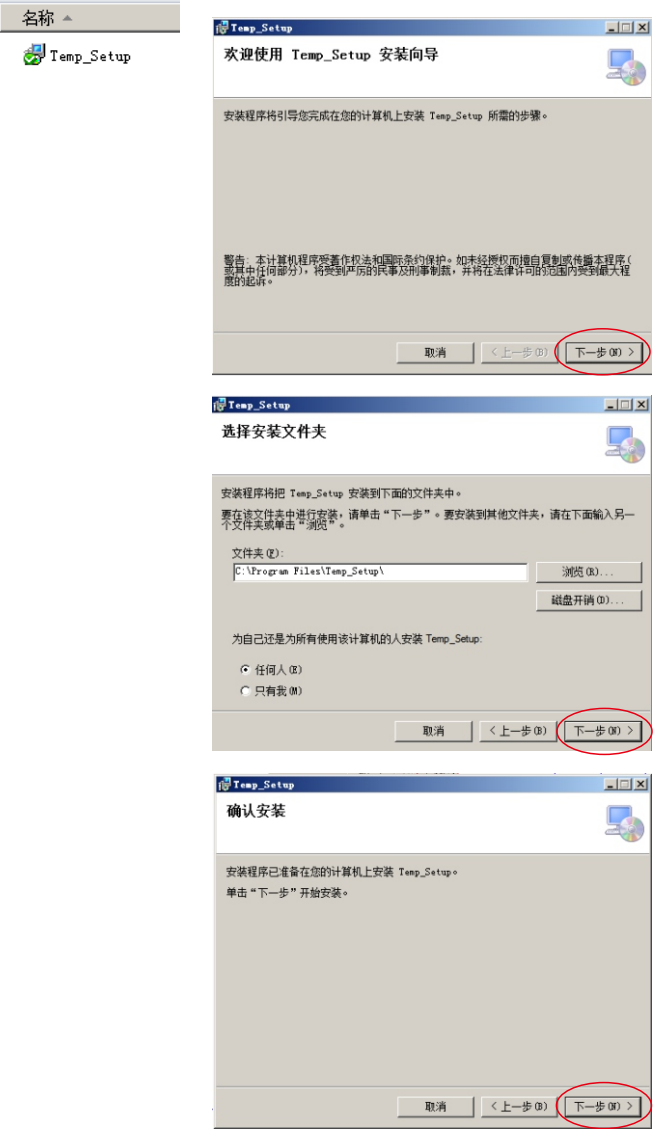 名称
Temp_Setup
Temp_Setup
欢迎使用 Temp_Setup 安装向导
安装程序将引导您完成在您的计算机上安装 Temp_Setup 所需的步骤。
警告: 本计算机程序受著作权法和国际条约保护。如未经授权而擅自复制或传播本程序(
或其中任何部分)，将受到严厉的民事及刑事制裁，并将在法律许可的范围内受到最大程
度的起诉。
取消
<上一步(B)
下一步(N) >
Temp_Setup
选择安装文件夹
安装程序将把 Temp_Setup 安装到下面的文件夹中。
要在该文件夹中进行安装，请单击“下一步”。要安装到其他文件夹，请在下面输入另一
个文件夹或单击“浏览”。
文件夹(F):
C:\Program Files\Temp_Setup\
浏览(R)...
磁盘开销(D)...
为自己还是为所有使用该计算机的人安装 Temp_Setup:
任何人(E)
只有我(M)
取消
<上一步(B)
下一步(N) >
Temp_Setup
确认安装
安装程序已准备在您的计算机上安装 Temp_Setup。
单击“下一步”开始安装。
取消
<上一步(B)
下一步(N) >